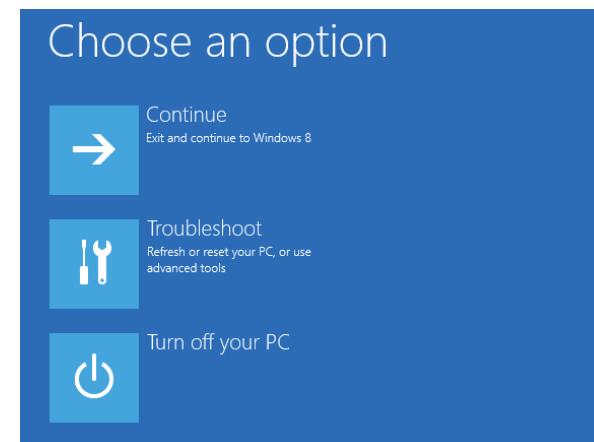 Choose an option
Continue
Exit and continue to Windows 8
Troubleshoot
Refresh or reset your PC, or use
advanced tools
Turn off your PC